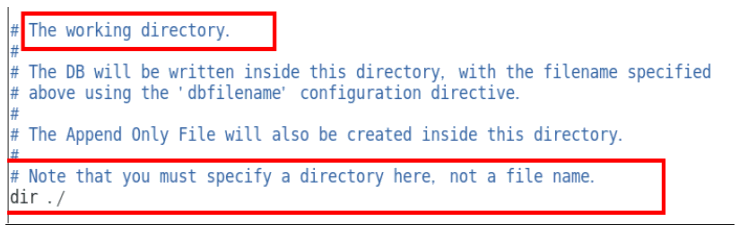 # The working directory.
#
# The DB will be written inside this directory, with the filename specified
# above using the 'dbfilename' configuration directive.
#
# The Append Only File will also be created inside this directory.
#
# Note that you must specify a directory here, not a file name.
dir ./